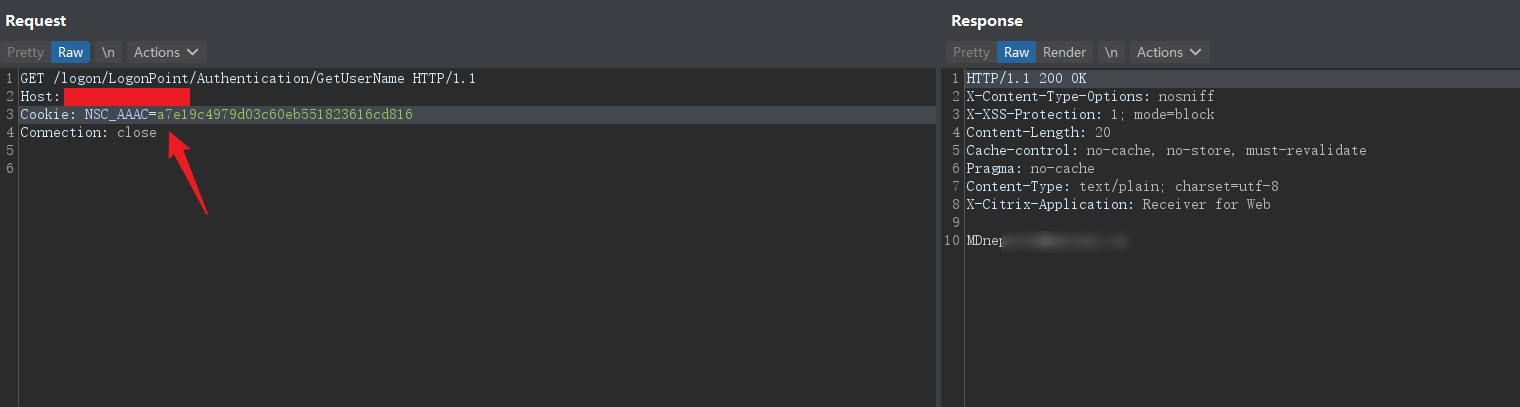 Request
Pretty Raw \n Actions
1 GET /logon/LogonPoint/Authentication/GetUserName HTTP/1.1
2 Host:
3 Cookie: NSC_AAAC=a7e19c4979d03c60eb551823616cd816
4 Connection: close
5
6
Response
Pretty Raw Render \n Actions
1 HTTP/1.1 200 OK
2 X-Content-Type-Options: nosniff
3 X-XSS-Protection: 1; mode=block
4 Content-Length: 20
5 Cache-control: no-cache, no-store, must-revalidate
6 Pragma: no-cache
7 Content-Type: text/plain; charset=utf-8
8 X-Citrix-Application: Receiver for Web
9
10